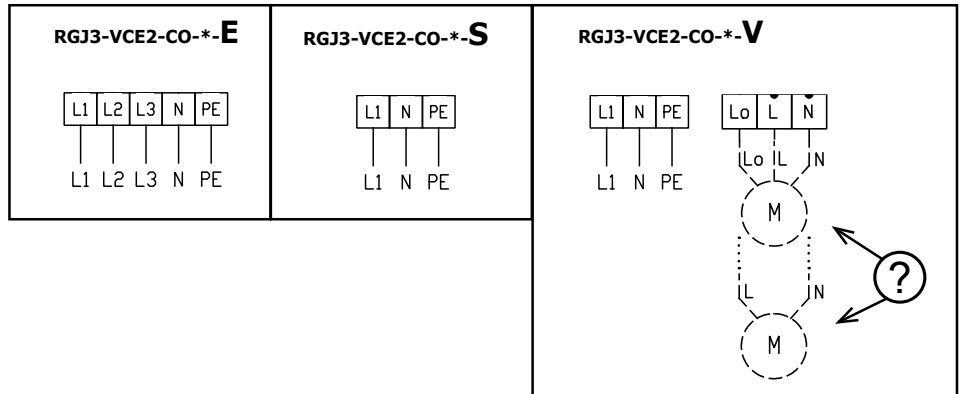 RGJ3-VCE2-CO-*-E
L1 L2 L3 N PE
L1 L2 L3 N PE
RGJ3-VCE2-CO-*-S
L1 N PE
L1 N PE
RGJ3-VCE2-CO-*-V
L1 N PE
L1 N PE
Lo L N
Lo L N
M
?
L N
M